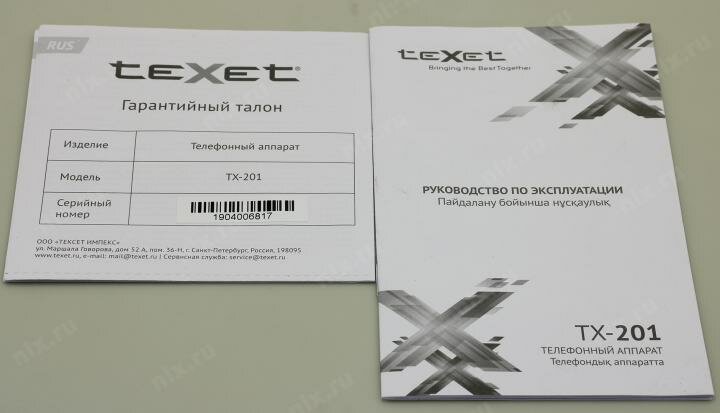 RUS
teXet®
Гарантийный талон
Изделие Телефонный аппарат
Модель TX-201
Серийный
номер
1904006817
ООО «ТЕКСЕТ ИМПЕКС»
ул. Маршала Говорова, дом 52 А, пом. 36-Н, г. Санкт-Петербург, Россия, 198095
www.texet.ru, e-mail: mail@texet.ru | Сервисная служба: service@texet.ru
teXet
Bringing the Best Together
РУКОВОДСТВО ПО ЭКСПЛУАТАЦИИ
Пайдалану бойынша нұсқаулық
TX-201
ТЕЛЕФОННЫЙ АППАРАТ
Телефондық аппаратта
nix.ru